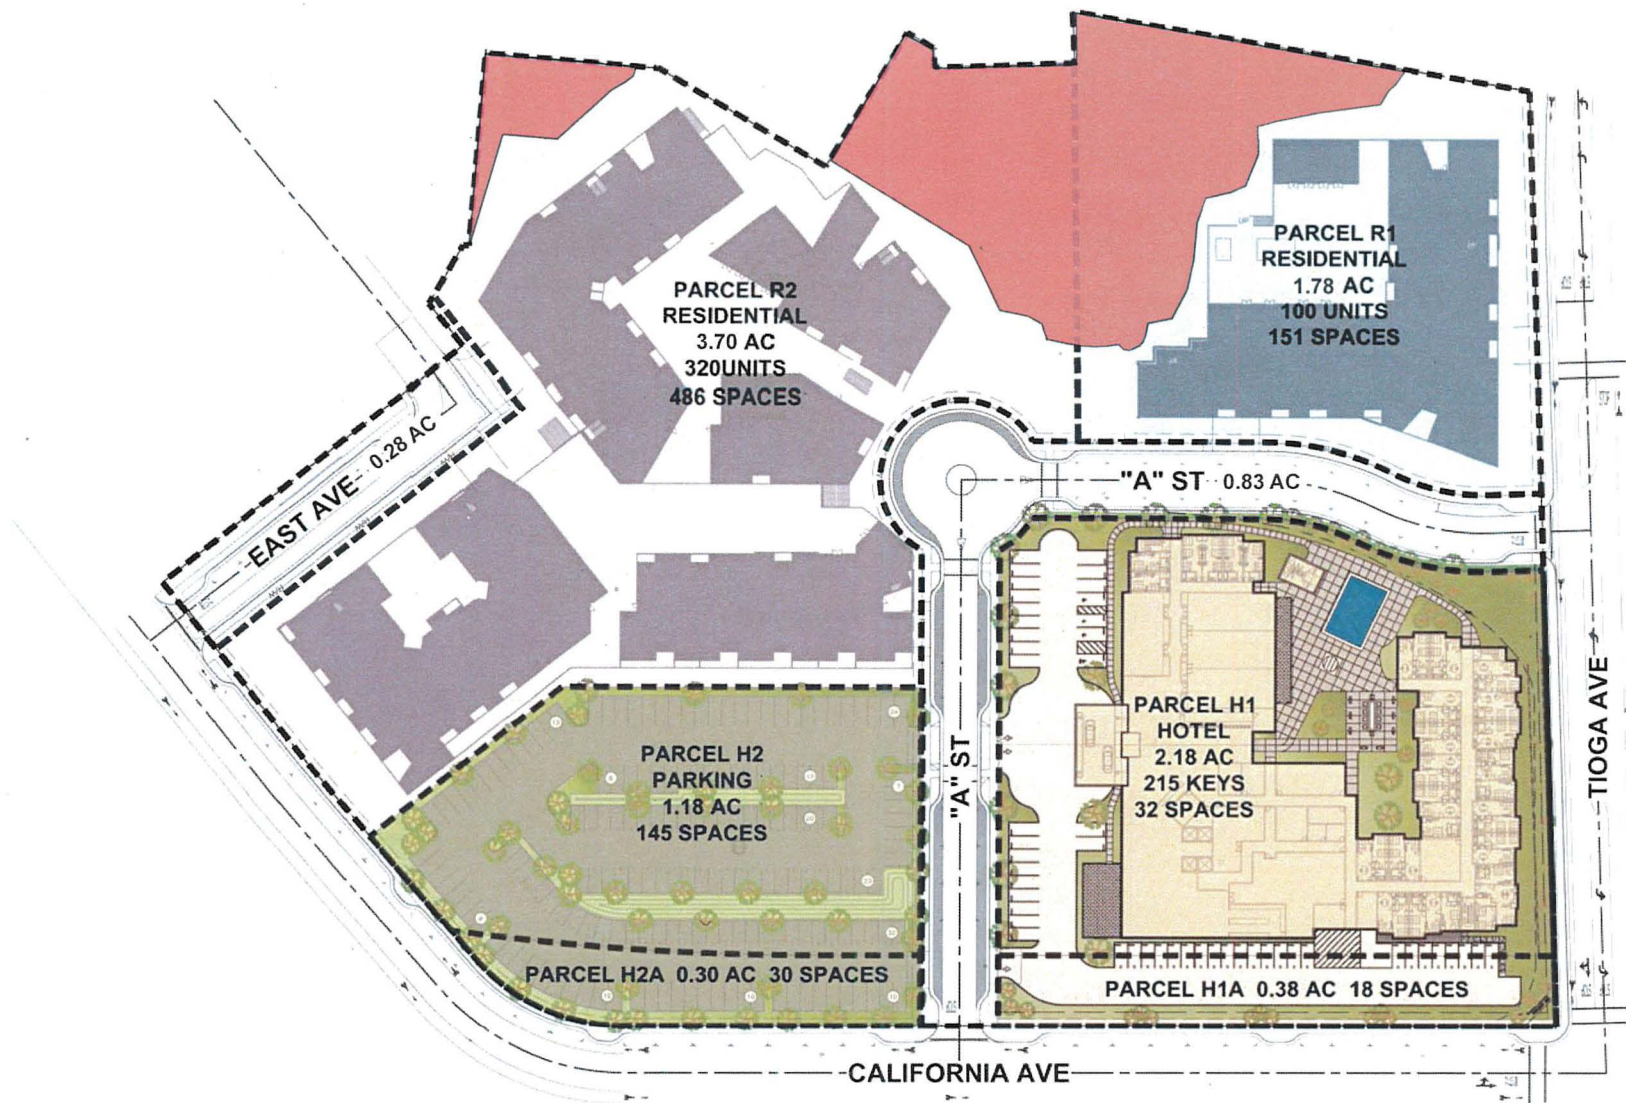 PARCEL R1
RESIDENTIAL
1.78 AC
100 UNITS
151 SPACES
PARCEL R2
RESIDENTIAL
3.70 AC
320UNITS
486 SPACES
EAST AVE 0.28 AC
"A" ST 0.83 AC
PARCEL H1
HOTEL
2.18 AC
215 KEYS
32 SPACES
PARCEL H2
PARKING
1.18 AC
145 SPACES
"A" ST
TIOGA AVE
PARCEL H2A 0.30 AC 30 SPACES
PARCEL H1A 0.38 AC 18 SPACES
CALIFORNIA AVE